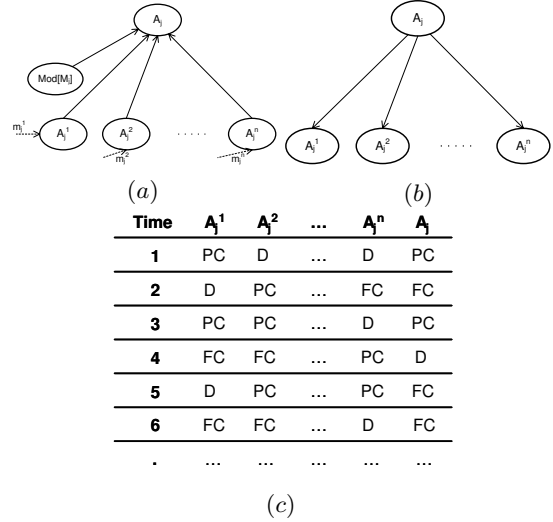 A_j A_j
Mod[M_j]
m_j^1 A_j^1 A_j^2 . . . . . A_j^n A_j^1 A_j^2 . . . . . A_j^n
m_j^2 m_j^n
(a) (b)
Time A_j^1 A_j^2 ... A_j^n A_j
1 PC D ... D PC
2 D PC ... FC FC
3 PC PC ... D PC
4 FC FC ... PC D
5 D PC ... PC FC
6 FC FC ... D FC
. ... ... ... ... ...
(c)